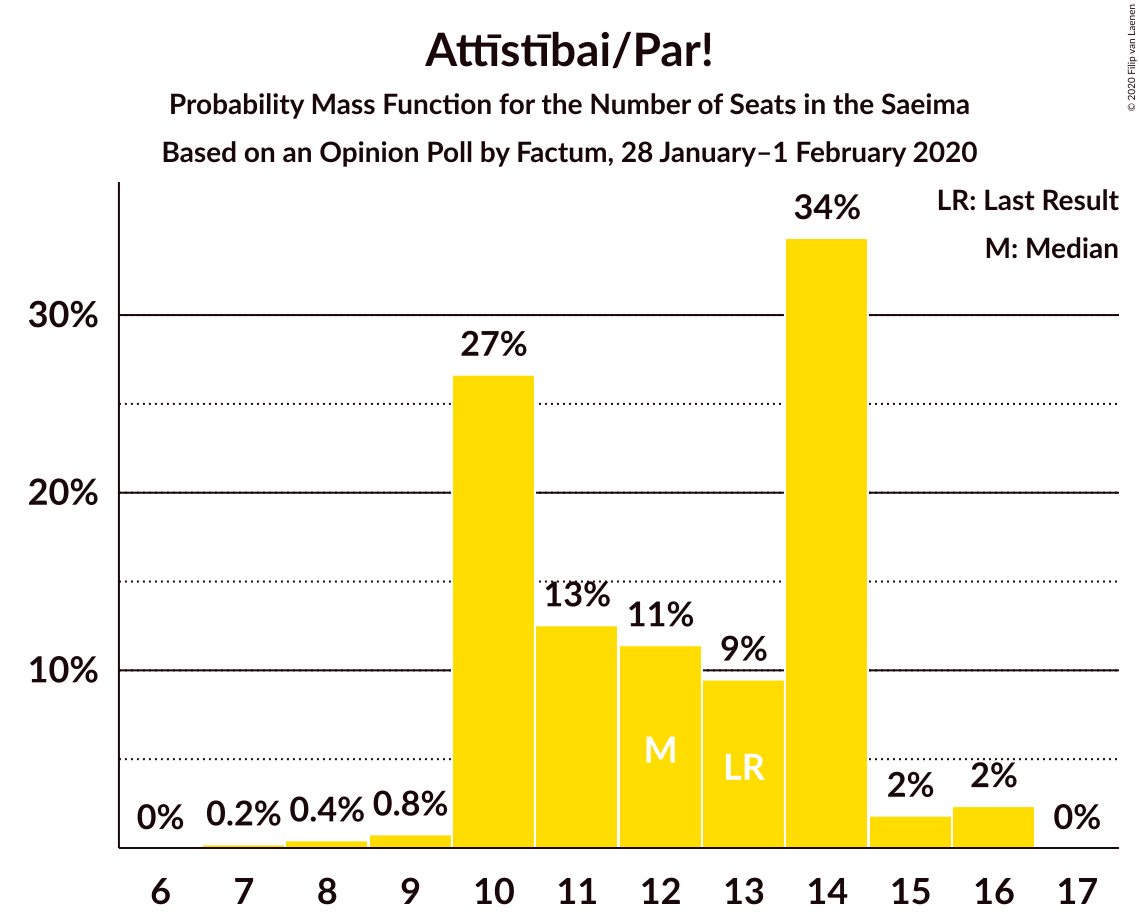 Attīstībai/Par!
Probability Mass Function for the Number of Seats in the Saeima
Based on an Opinion Poll by Factum, 28 January–1 February 2020
© 2020 Filip van Laenen
LR: Last Result
M: Median
30%
20%
10%
0%
0.2%
0.4%
0.8%
27%
13%
11%
9%
34%
2%
2%
0%
M
LR
6 7 8 9 10 11 12 13 14 15 16 17